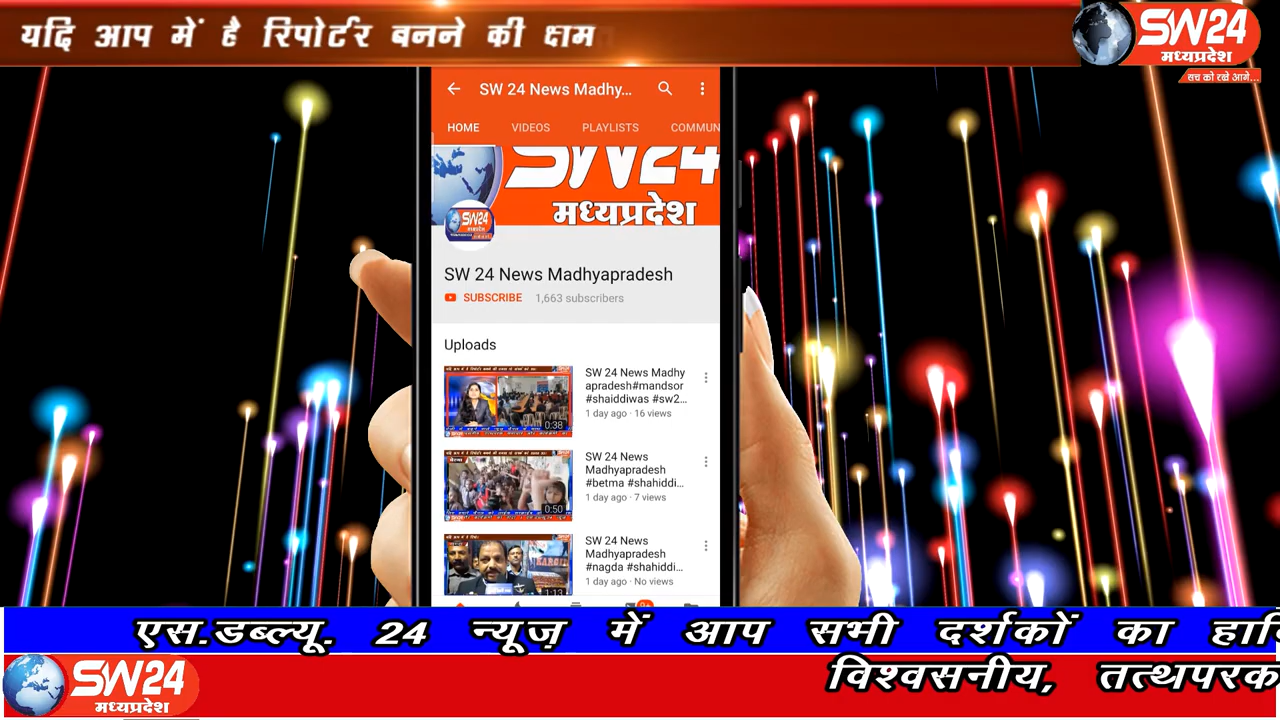 यदि आप में है रिपोर्टर बनने की क्षम
SW24
मध्यप्रदेश
सच को रखे आगे...
SW 24 News Madhy...
HOME VIDEOS PLAYLISTS COMMUN
SW24
मध्यप्रदेश
SW24
SW 24 News Madhyapradesh
SUBSCRIBE 1,663 subscribers
Uploads
SW 24 News Madhy
apradesh#mandsor
#shaiddiwas #sw2...
1 day ago · 16 views
0:38
SW 24 News
Madhyapradesh
#betma #shahiddi...
1 day ago · 7 views
0:50
SW 24 News
Madhyapradesh
#nagda #shahiddi...
1 day ago · No views
1:13
एस.डब्ल्यू. 24 न्यूज़ में आप सभी दर्शकों का हार्
विश्वसनीय, तत्थपरक
SW24
मध्यप्रदेश